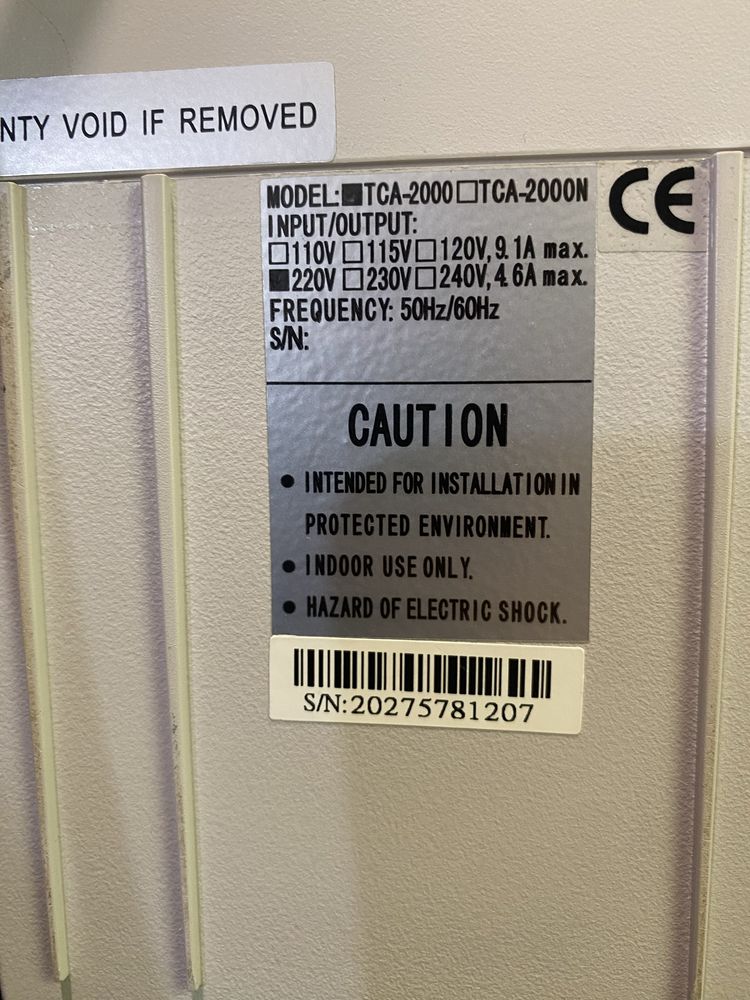 NTY VOID IF REMOVED
MODEL:■TCA-2000□TCA-2000N
CE
INPUT/OUTPUT:
□110V □115V □120V, 9.1A max.
■220V □230V □240V, 4.6A max.
FREQUENCY: 50Hz/60Hz
S/N:
CAUTION
● INTENDED FOR INSTALLATION IN
PROTECTED ENVIRONMENT.
● INDOOR USE ONLY.
● HAZARD OF ELECTRIC SHOCK.
S/N:20275781207